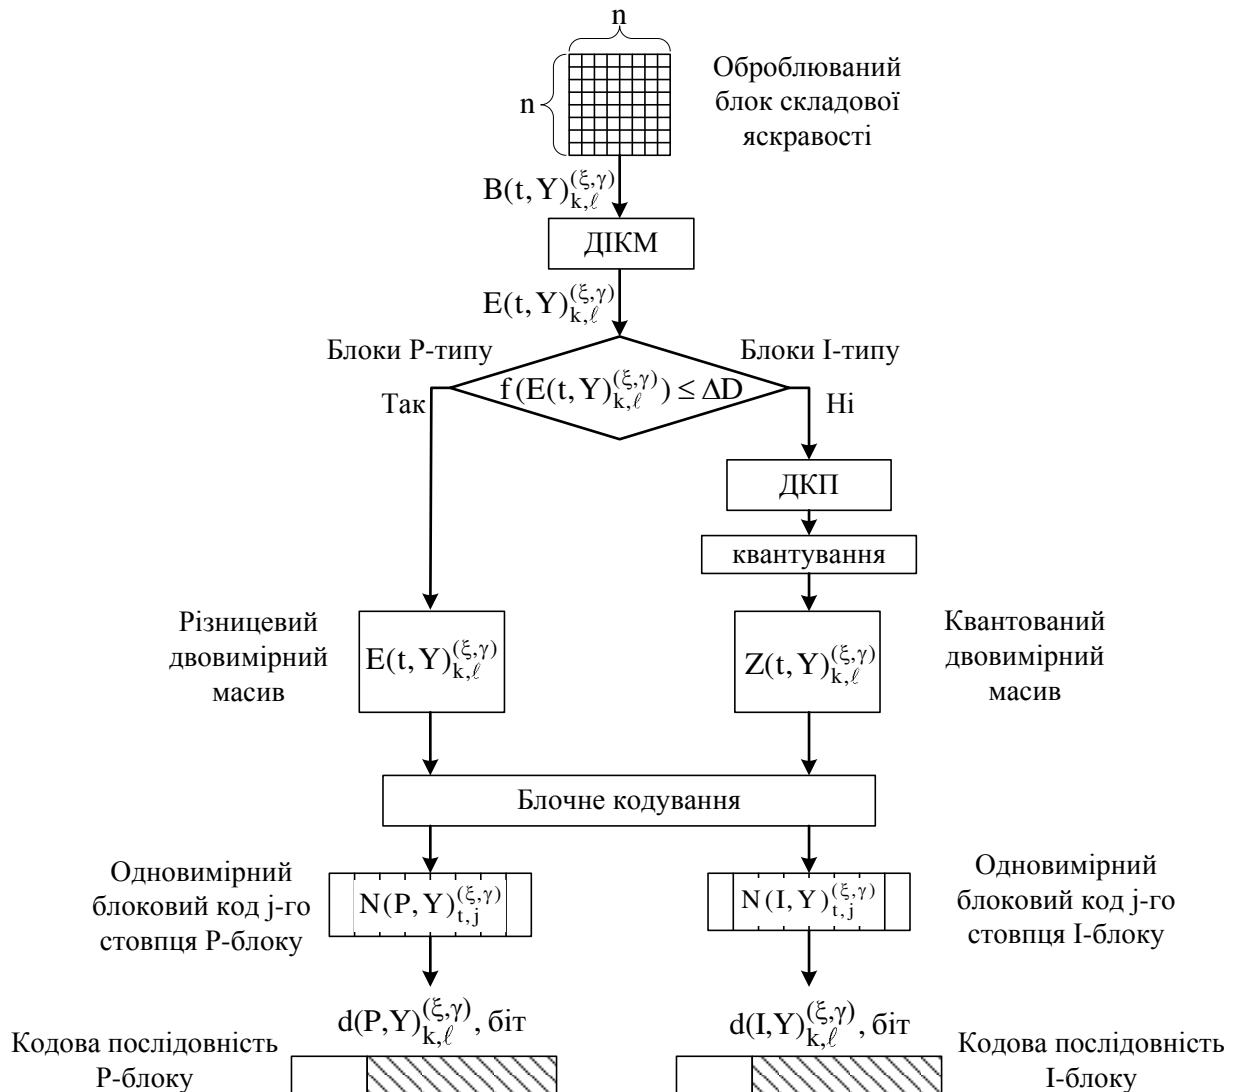 n
n
Оброблюваний
блок складової
яскравості
B(t, Y)_{k,ℓ}^{(ξ,γ)}
ДІКМ
E(t, Y)_{k,ℓ}^{(ξ,γ)}
Блоки P-типу
Блоки I-типу
f (E(t, Y)_{k,ℓ}^{(ξ,γ)}) ≤ ΔD
Так
Ні
ДКП
квантування
Різницевий
двовимірний
масив
E(t, Y)_{k,ℓ}^{(ξ,γ)}
Z(t, Y)_{k,ℓ}^{(ξ,γ)}
Квантований
двовимірний
масив
Блочне кодування
Одновимірний
блоковий код j-го
стовпця P-блоку
N(P, Y)_{t,j}^{(ξ,γ)}
N(I, Y)_{t,j}^{(ξ,γ)}
Одновимірний
блоковий код j-го
стовпця I-блоку
d(P,Y)_{k,ℓ}^{(ξ,γ)}, біт
d(I,Y)_{k,ℓ}^{(ξ,γ)}, біт
Кодова послідовність
P-блоку
Кодова послідовність
I-блоку